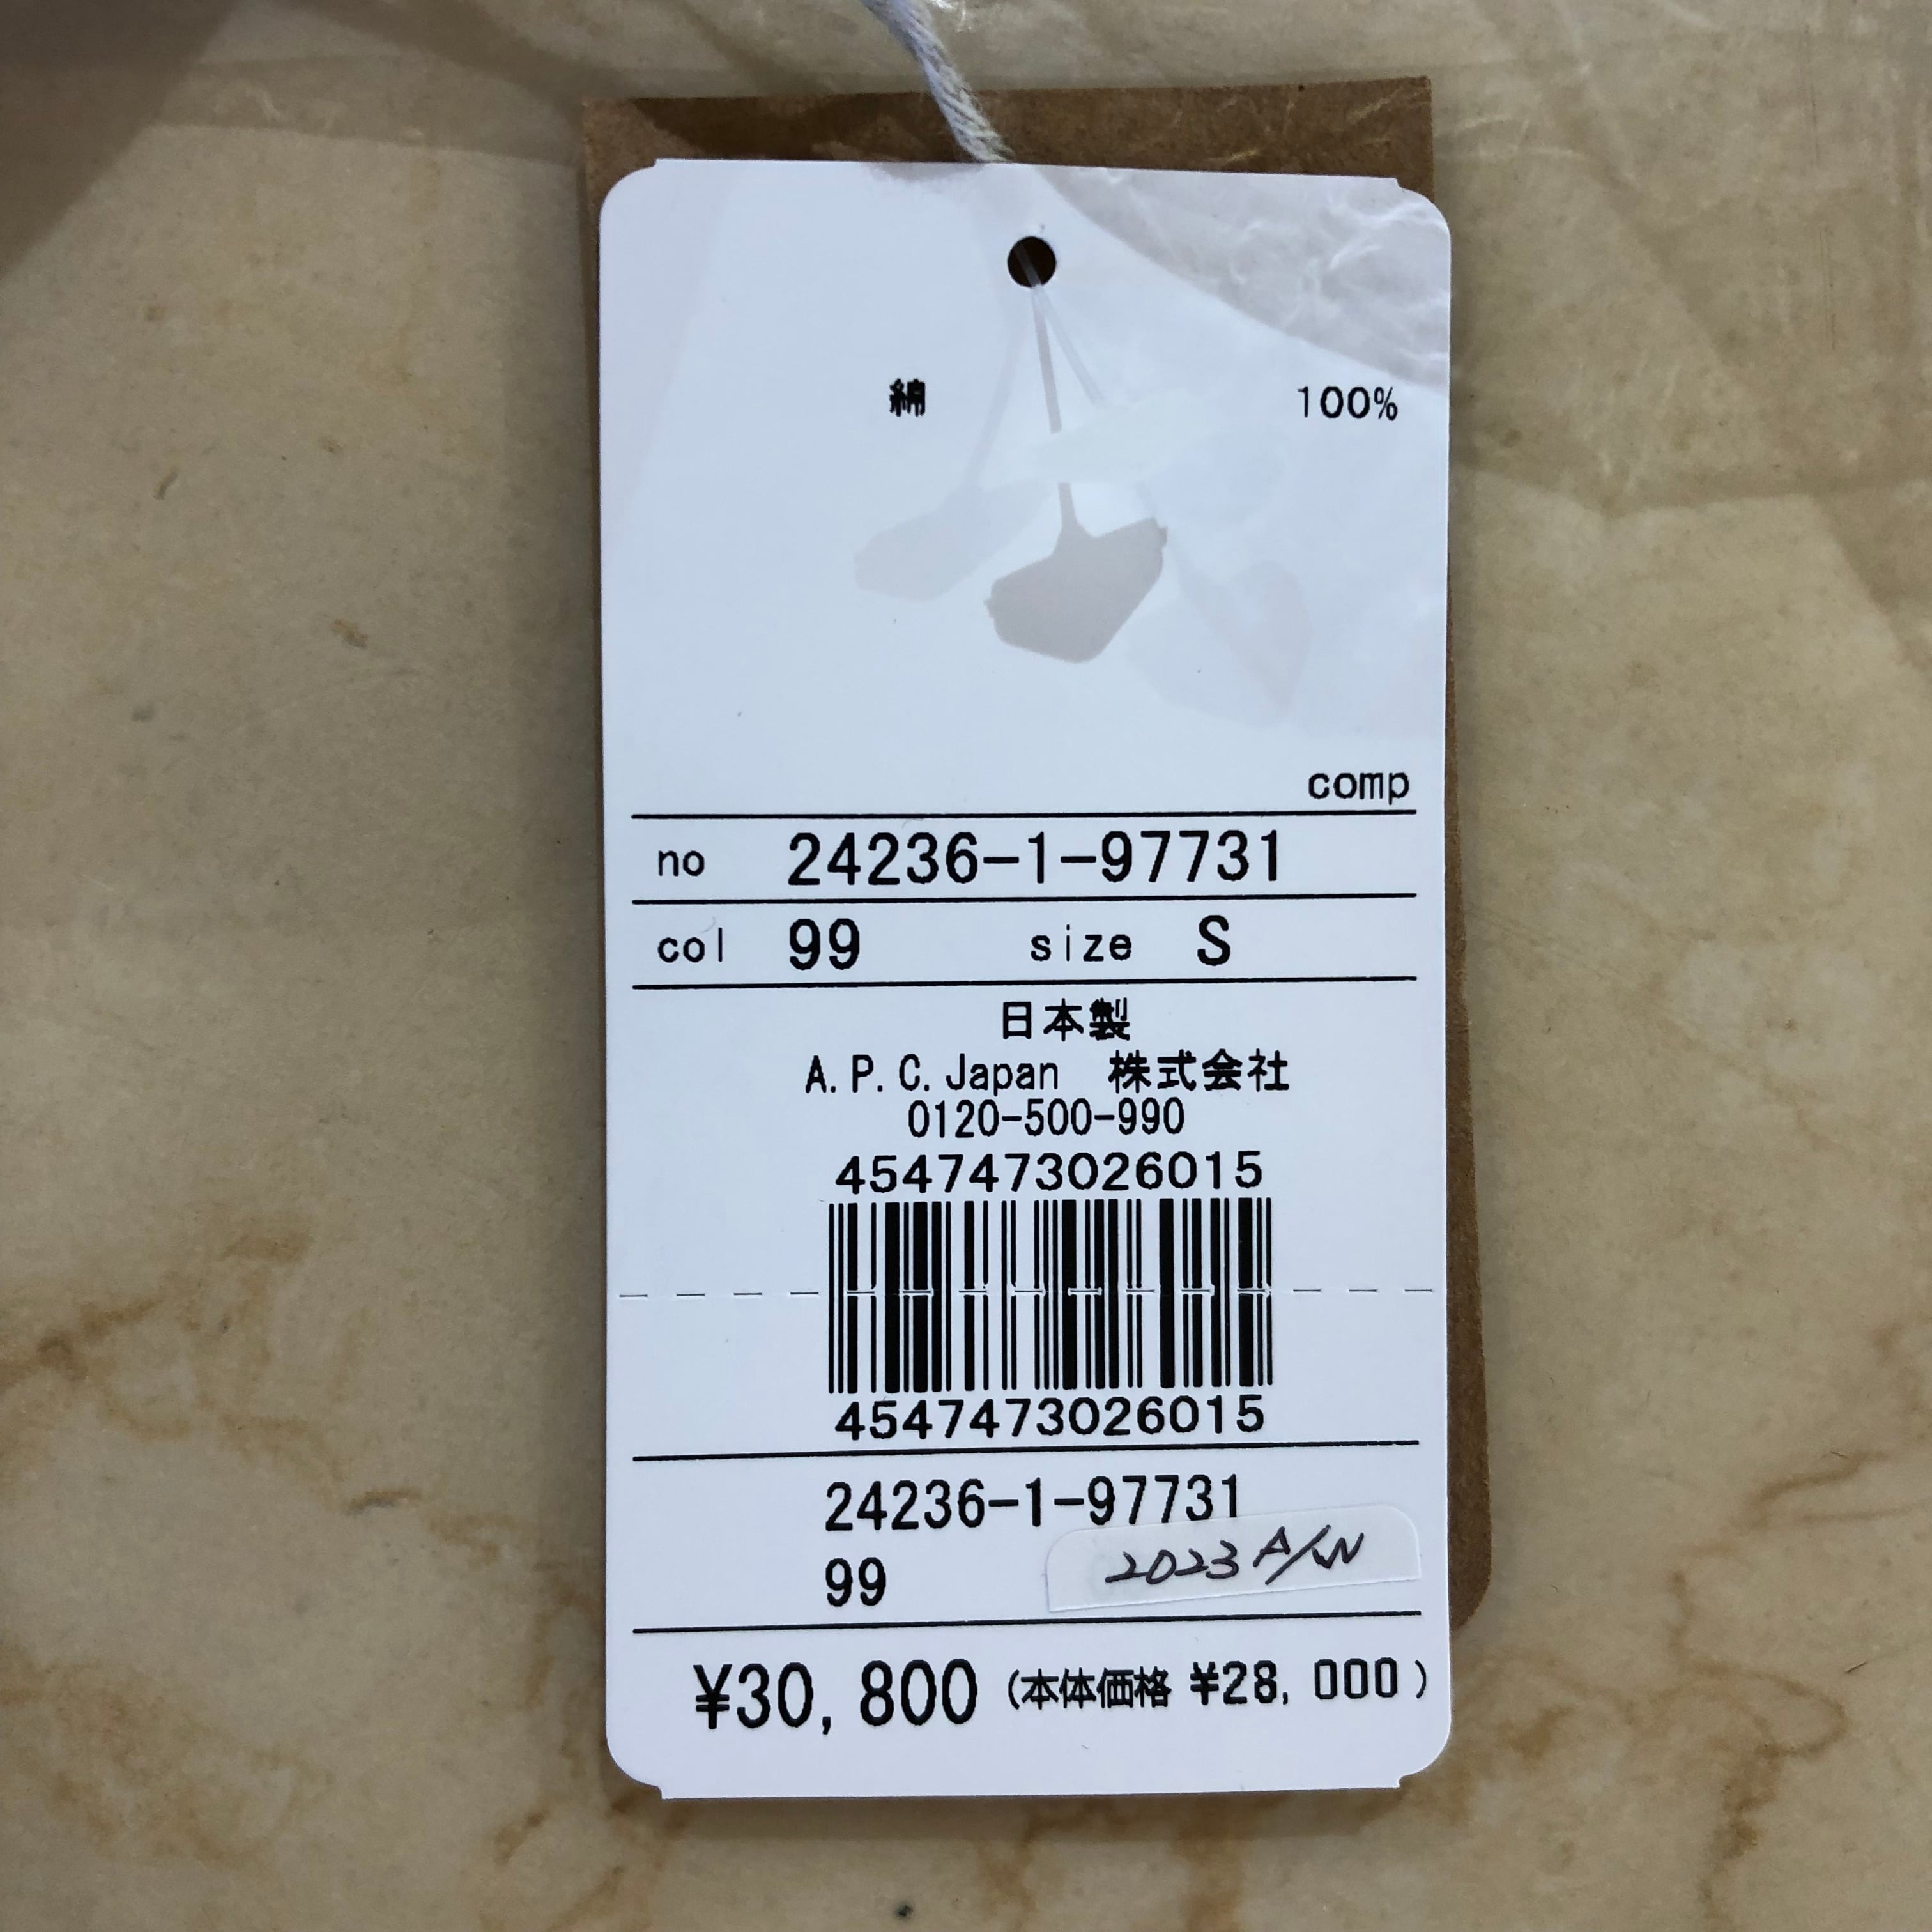 綿 100%
comp
no 24236-1-97731
col 99 size S
日本製
A.P.C.Japan 株式会社
0120-500-990
4547473026015
4547473026015
24236-1-97731
2023 A/W
99
¥30,800 (本体価格 ¥28,000)